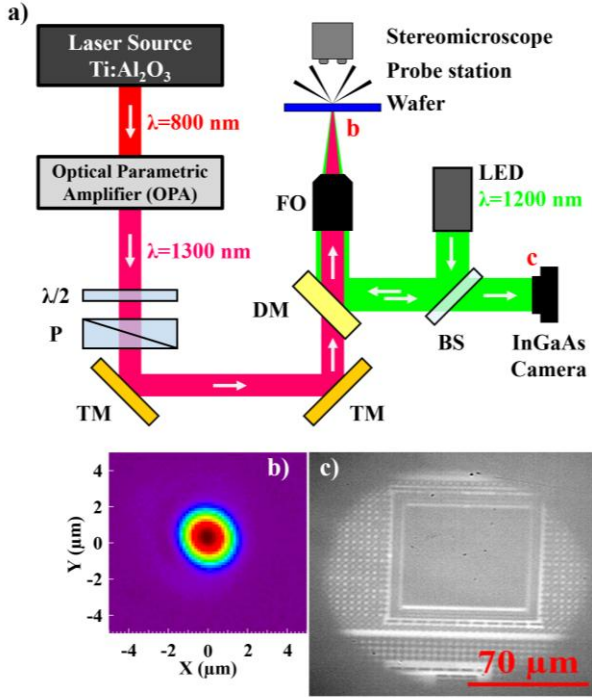 a)
Laser Source
Ti:Al₂O₃
λ=800 nm
Optical Parametric
Amplifier (OPA)
λ=1300 nm
λ/2
P
TM
TM
DM
FO
Stereomicroscope
Probe station
Wafer
b
LED
λ=1200 nm
c
BS
InGaAs
Camera
b)
4
2
0
-2
-4
Y (μm)
-4 -2 0 2 4
X (μm)
c)
70 μm